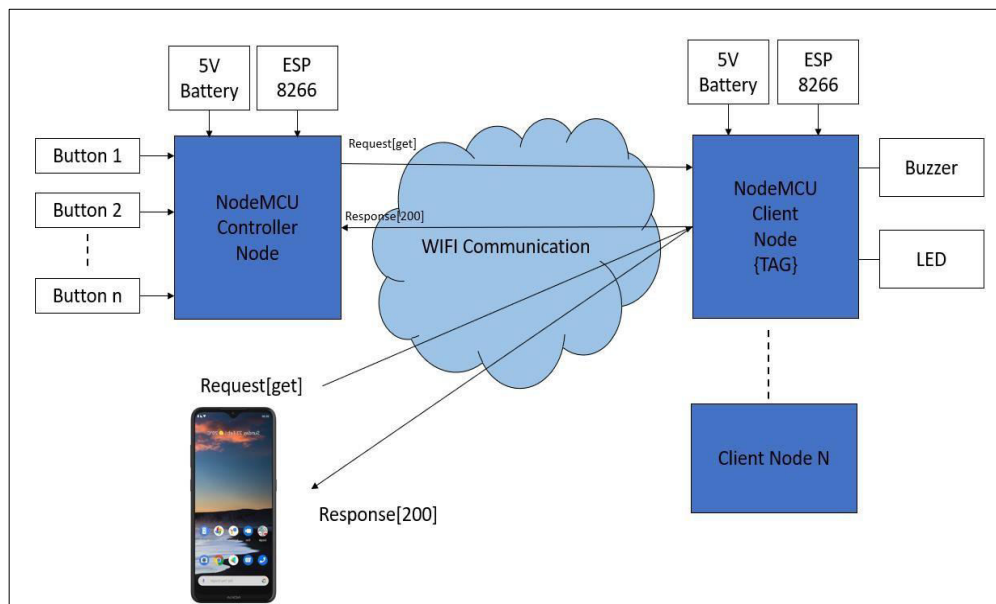 5V
Battery
ESP
8266
5V
Battery
ESP
8266
Button 1
Button 2
Button n
NodeMCU
Controller
Node
Request[get]
Response[200]
WIFI Communication
NodeMCU
Client
Node
{TAG}
Buzzer
LED
Request[get]
Response[200]
Client Node N